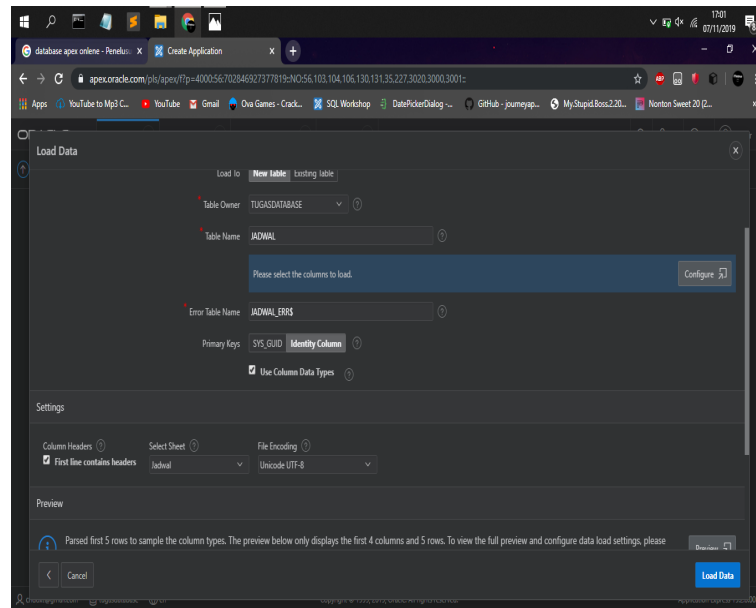 17:01
07/11/2019
database apex onlene - Penelusu
Create Application
apex.oracle.com/pls/apex/f?p=4000:56:702846927377819::NO:56,103,104,106,130,131,35,227,3020,3000,3001::
Apps YouTube to Mp3 C... YouTube Gmail Ova Games - Crack... SQL Workshop DatePickerDialog -... GitHub - journeyap... My.Stupid.Boss.2.20... Nonton Sweet 20 (2...
Load Data
Load To New Table Existing Table
Table Owner TUGASDATABASE
Table Name JADWAL
Please select the columns to load.
Configure
Error Table Name JADWAL_ERR$
Primary Keys SYS_GUID Identity Column
Use Column Data Types
Settings
Column Headers Select Sheet File Encoding
First line contains headers Jadwal Unicode UTF-8
Preview
Parsed first 5 rows to sample the column types. The preview below only displays the first 4 columns and 5 rows. To view the full preview and configure data load settings, please
Preview
Cancel
Load Data